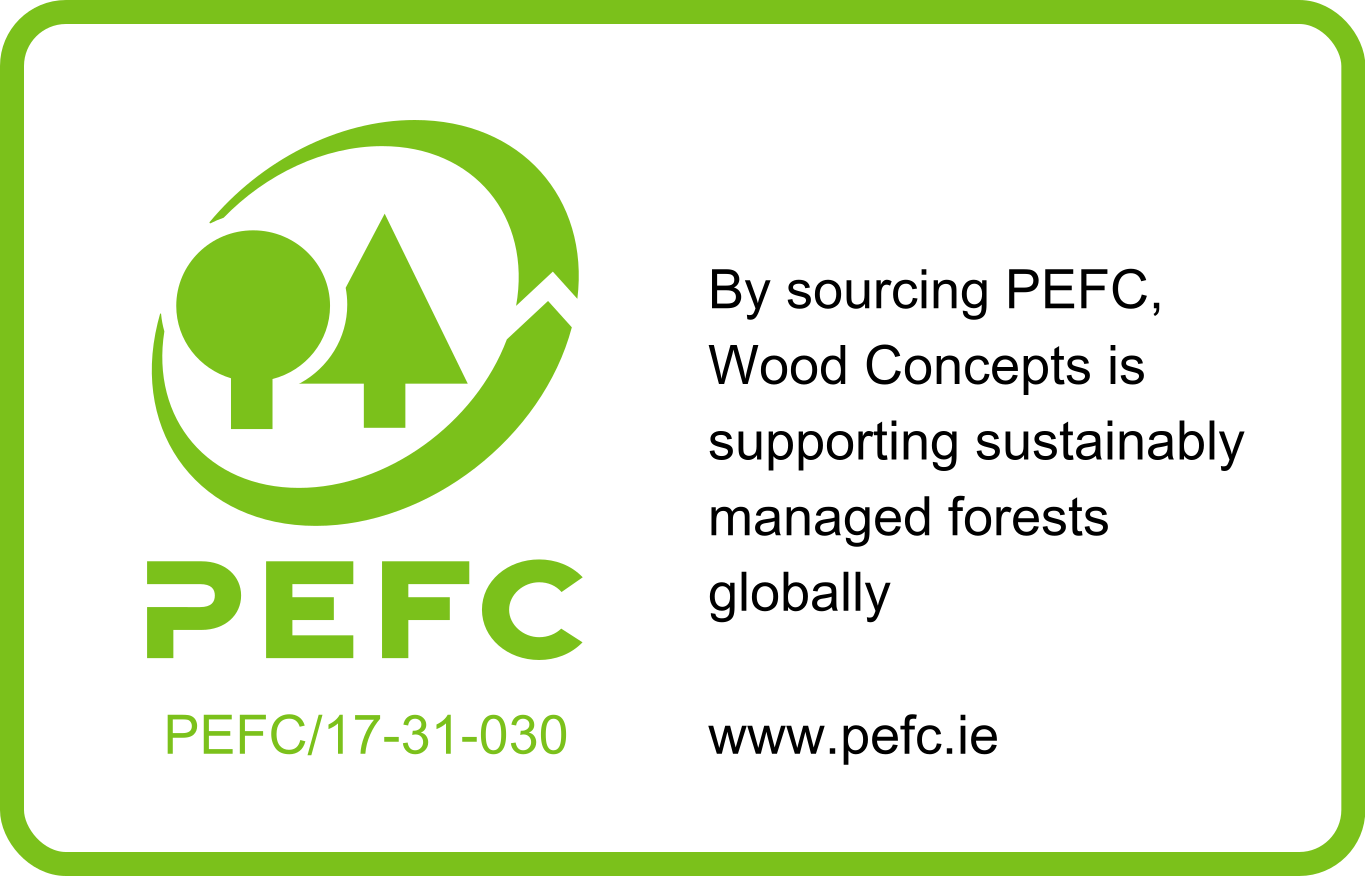 PEFC
PEFC/17-31-030
By sourcing PEFC,
Wood Concepts is
supporting sustainably
managed forests
globally
www.pefc.ie